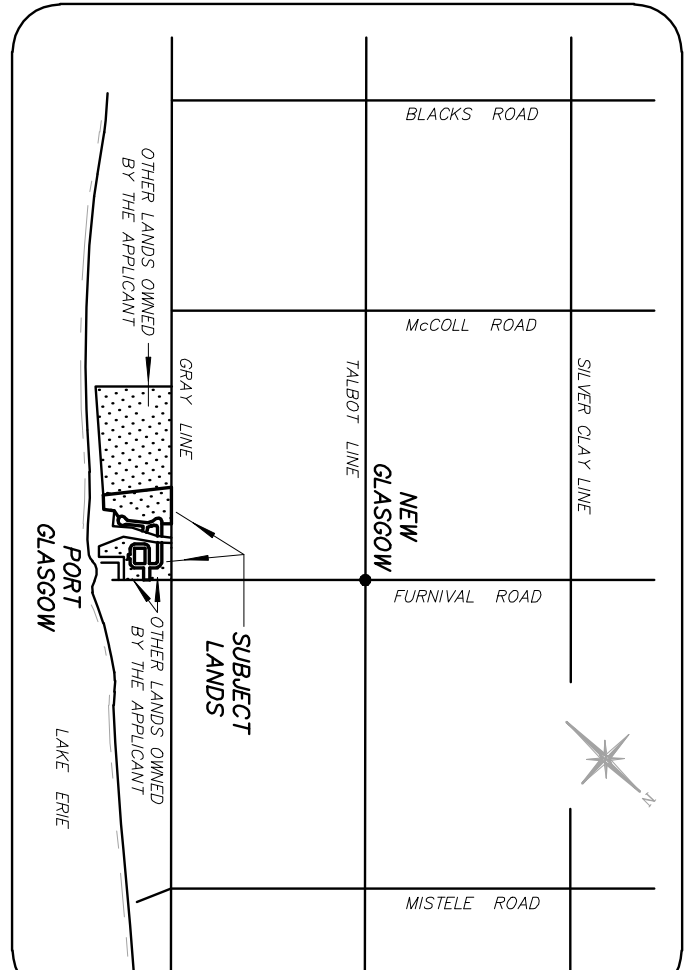 BLACKS ROAD
McCOLL ROAD
OTHER LANDS OWNED
BY THE APPLICANT
GRAY LINE
TALBOT LINE
SILVER CLAY LINE
NEW
GLASGOW
FURNIVAL ROAD
PORT
GLASGOW
SUBJECT
LANDS
OTHER LANDS OWNED
BY THE APPLICANT
LAKE ERIE
N
MISTELE ROAD